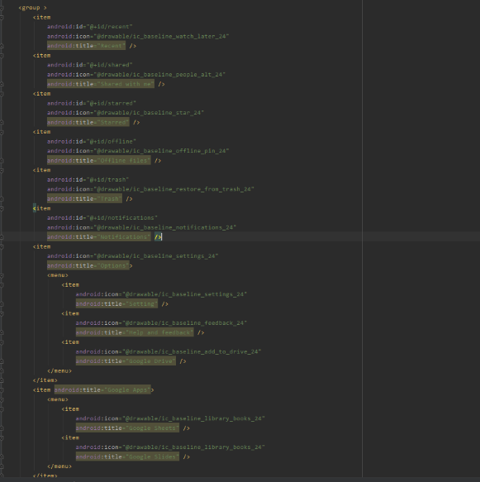 <group >
<item
android:id="@+id/recent"
android:icon="@drawable/ic_baseline_watch_later_24"
android:title="Recent" />
<item
android:id="@+id/shared"
android:icon="@drawable/ic_baseline_people_alt_24"
android:title="Shared with me" />
<item
android:id="@+id/starred"
android:icon="@drawable/ic_baseline_star_24"
android:title="Starred" />
<item
android:id="@+id/offline"
android:icon="@drawable/ic_baseline_offline_pin_24"
android:title="Offline Files" />
<item
android:id="@+id/trash"
android:icon="@drawable/ic_baseline_restore_from_trash_24"
android:title="Trash" />
<item
android:id="@+id/notifications"
android:icon="@drawable/ic_baseline_notifications_24"
android:title="Notifications" />
<item
android:icon="@drawable/ic_baseline_settings_24"
android:title="Options">
<menu>
<item
android:icon="@drawable/ic_baseline_settings_24"
android:title="Setting" />
<item
android:icon="@drawable/ic_baseline_feedback_24"
android:title="Help and Feedback" />
<item
android:icon="@drawable/ic_baseline_add_to_drive_24"
android:title="Google Drive" />
</menu>
</item>
<item android:title="Google Apps">
<menu>
<item
android:icon="@drawable/ic_baseline_library_books_24"
android:title="Google Sheets" />
<item
android:icon="@drawable/ic_baseline_library_books_24"
android:title="Google Slides" />
</menu>
</item>